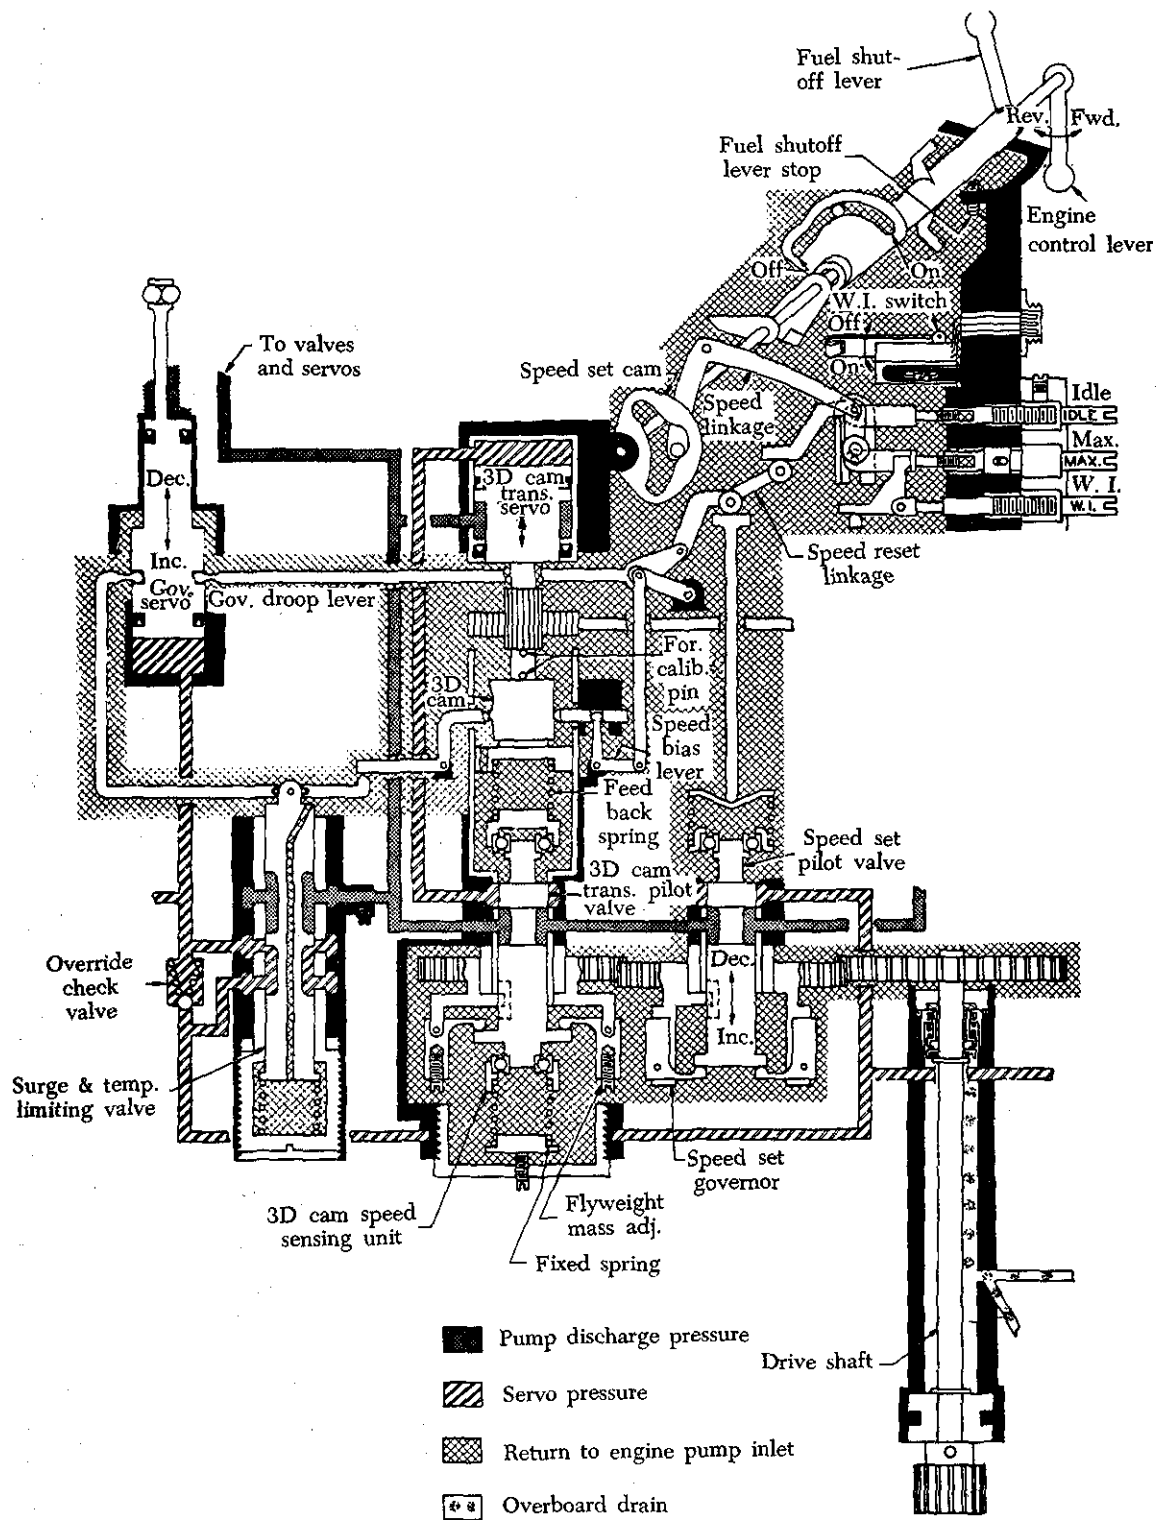 Fuel shut-
off lever
Rev.
Fwd.
Fuel shutoff
lever stop
Engine
control lever
Off
On
W.I. switch
Off
On
To valves
and servos
Speed set cam
Speed
linkage
Idle
IDLE
Max.
MAX.
W. I.
W.I.
Dec.
3D cam
trans.
servo
Inc.
Gov.
servo
Gov. droop lever
Speed reset
linkage
For.
calib.
pin
3D
cam
Speed
bias
lever
Feed
back
spring
Speed set
pilot valve
3D cam
trans. pilot
valve
Override
check
valve
Dec.
Inc.
Surge & temp.
limiting valve
Speed set
governor
3D cam speed
sensing unit
Flyweight
mass adj.
Fixed spring
Drive shaft
Pump discharge pressure
Servo pressure
Return to engine pump inlet
Overboard drain